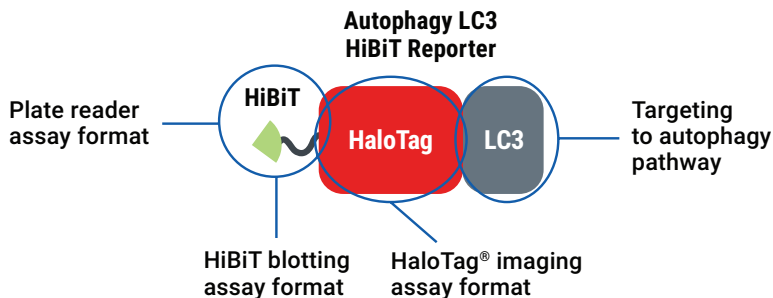 Autophagy LC3
HiBiT Reporter
HiBiT
Plate reader
assay format
HaloTag
LC3
Targeting
to autophagy
pathway
HiBiT blotting
assay format
HaloTag® imaging
assay format